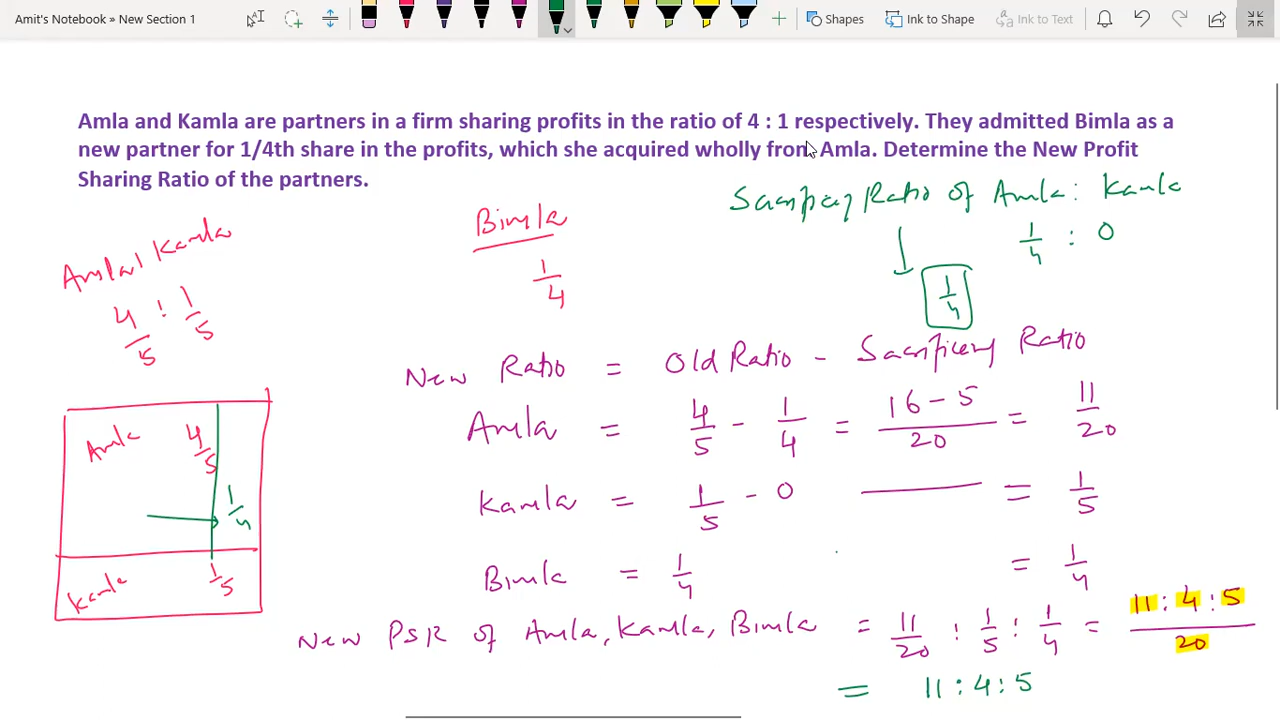 Amit's Notebook » New Section 1
Shapes
Ink to Shape
Ink to Text
Amla and Kamla are partners in a firm sharing profits in the ratio of 4 : 1 respectively. They admitted Bimla as a
new partner for 1/4th share in the profits, which she acquired wholly from Amla. Determine the New Profit
Sharing Ratio of the partners.
Sacrificing Ratio of Amla : Kamla
1/4 : 0
1/4
Amla, Kamla
4/5 : 1/5
Bimla
1/4
New Ratio = Old Ratio - Sacrificing Ratio
Amla = 4/5 - 1/4 = 16-5/20 = 11/20
Kamla = 1/5 - 0 = 1/5
Bimla = 1/4 = 1/4
Amla 4/5
1/4
Kamla 1/5
New PSR of Amla, Kamla, Bimla = 11/20 : 1/5 : 1/4 = 11:4:5/20
= 11:4:5